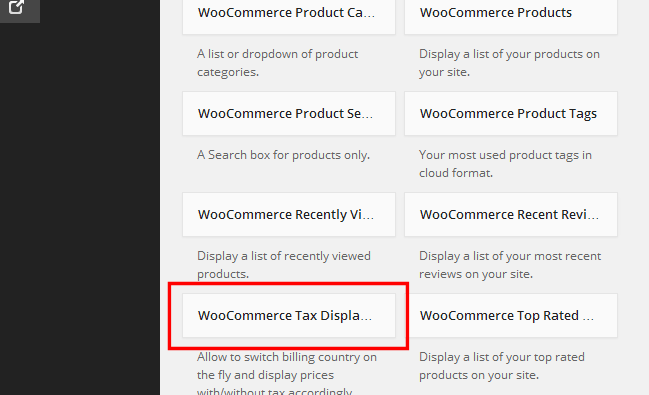 WooCommerce Product Ca...
WooCommerce Products
A list or dropdown of product
categories.
Display a list of your products on
your site.
WooCommerce Product Se...
WooCommerce Product Tags
A Search box for products only.
Your most used product tags in
cloud format.
WooCommerce Recently Vi...
WooCommerce Recent Revi...
Display a list of recently viewed
products.
Display a list of your most recent
reviews on your site.
WooCommerce Tax Displa...
WooCommerce Top Rated ...
Allow to switch billing country on
the fly and display prices
with/without tax accordingly
Display a list of your top rated
products on your site.